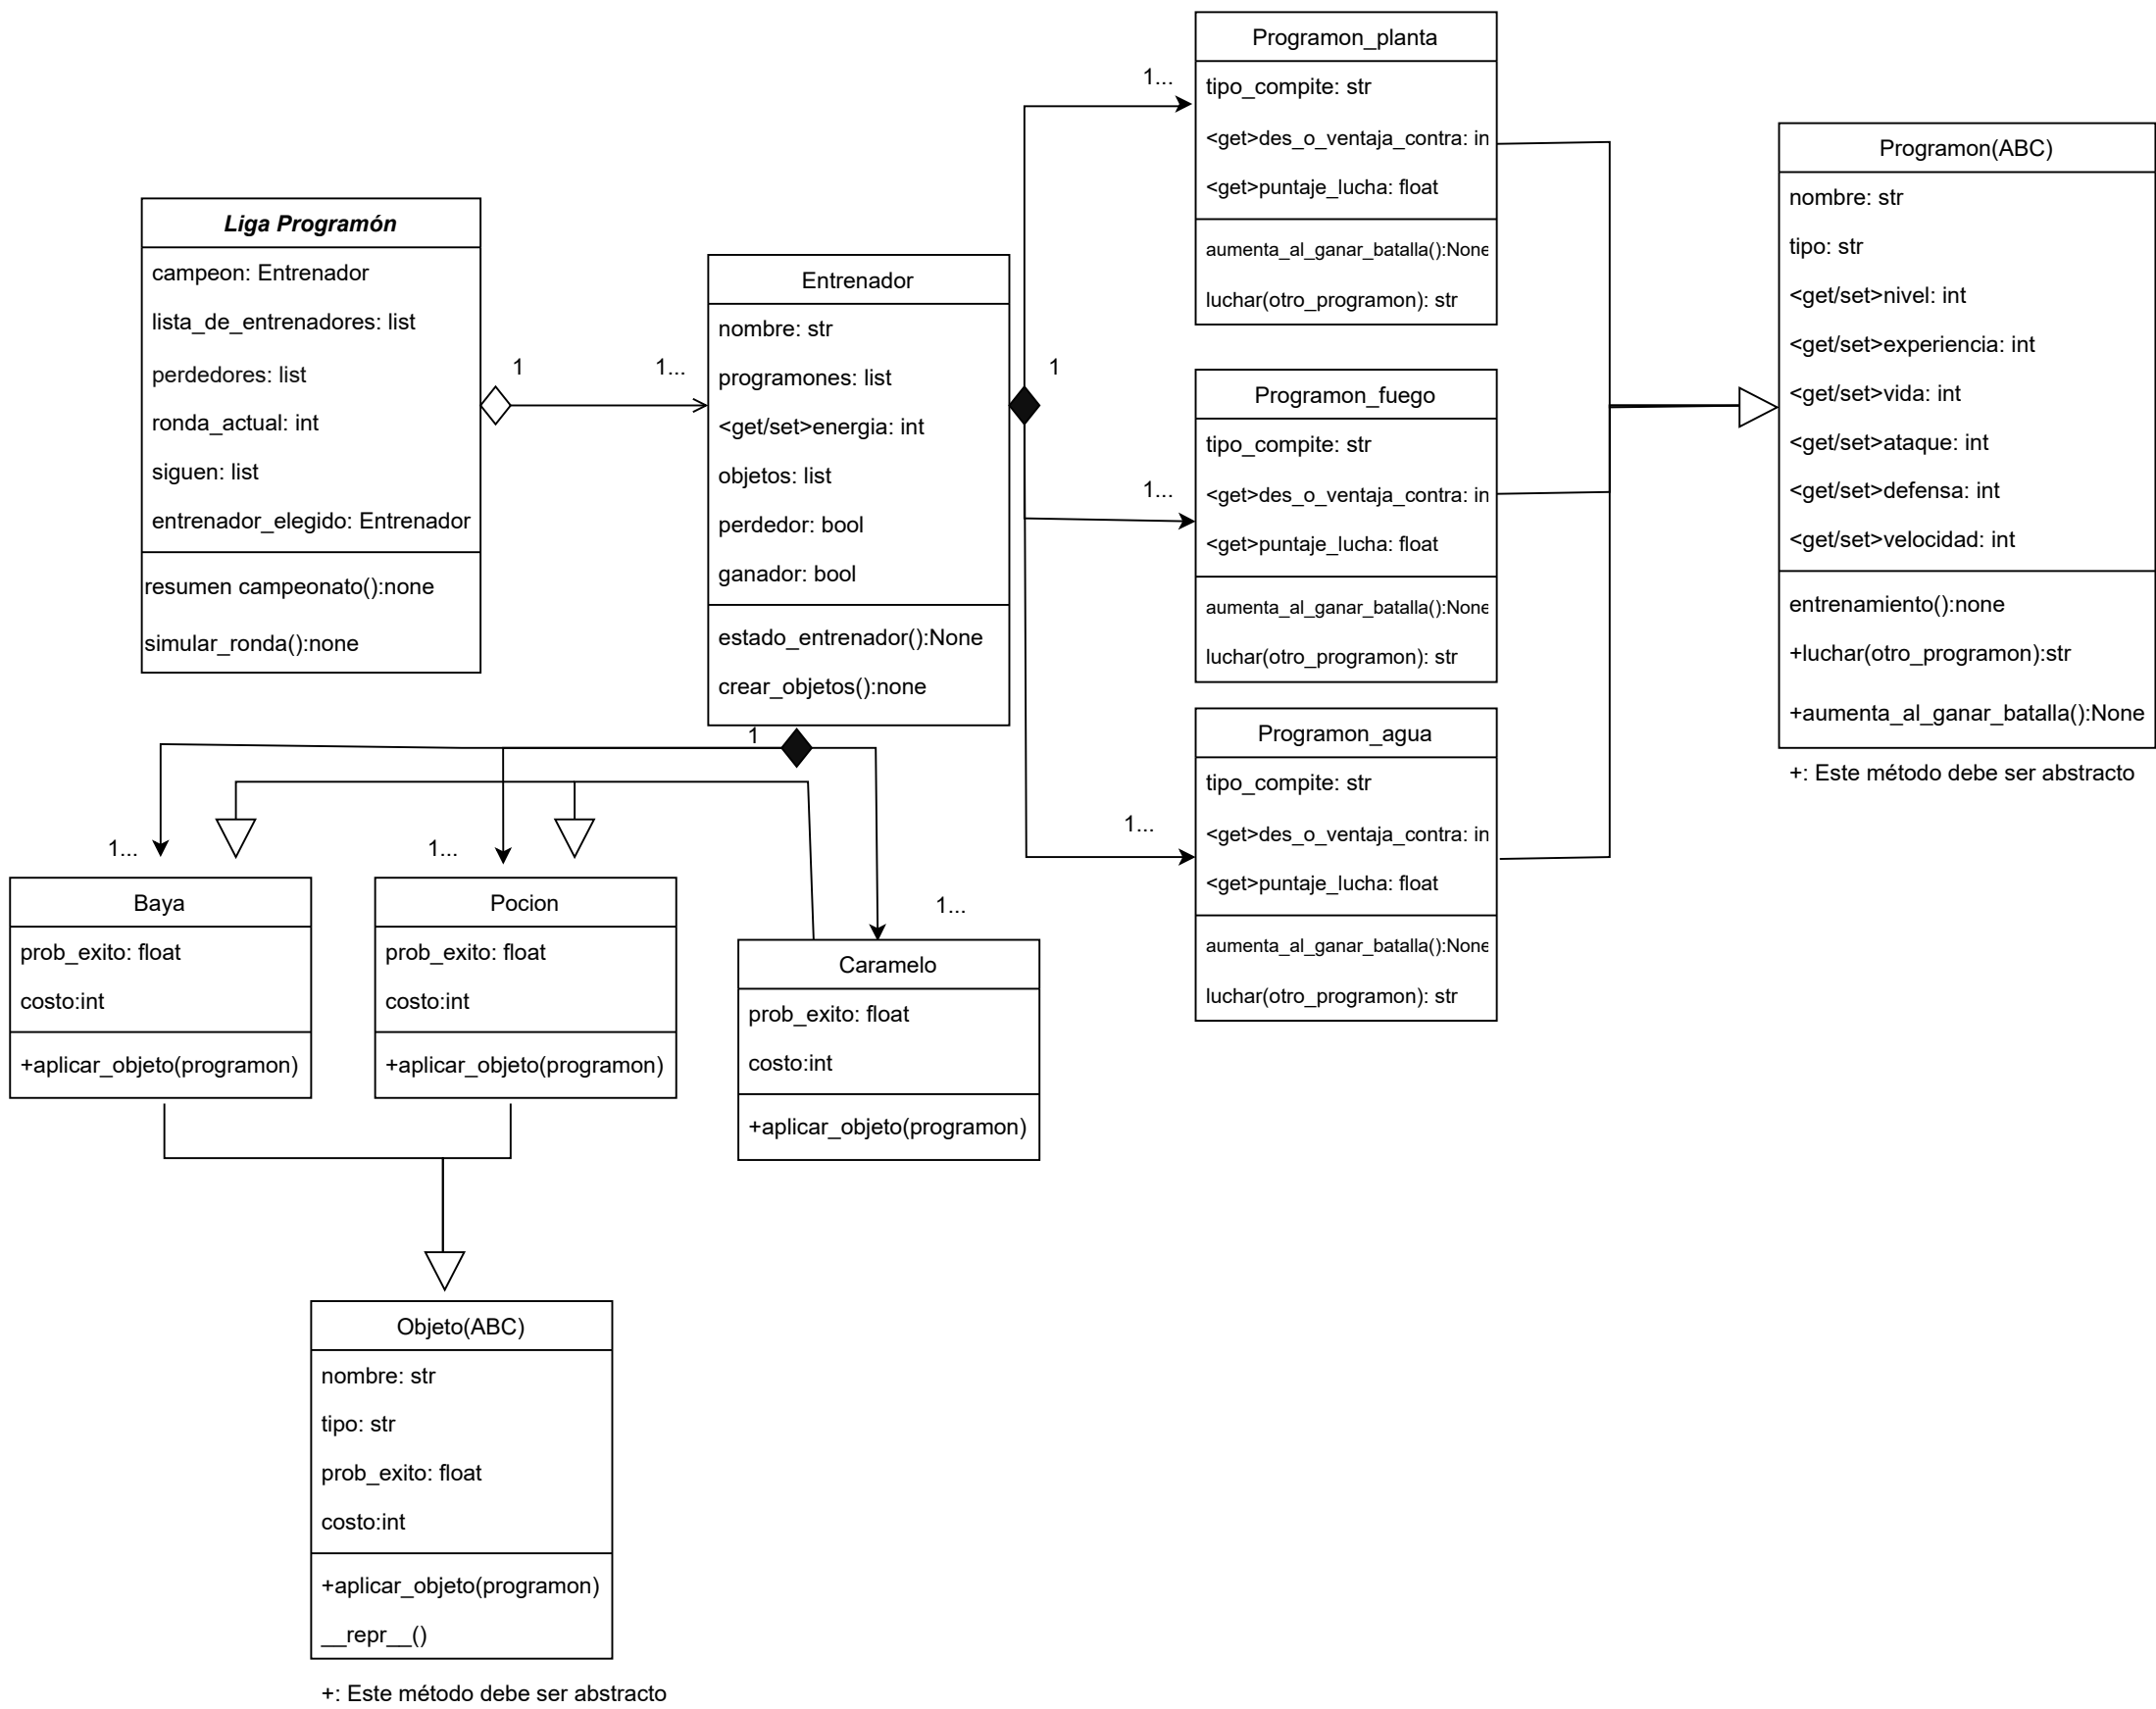 Liga Programón
campeon: Entrenador
lista_de_entrenadores: list
perdedores: list
ronda_actual: int
siguen: list
entrenador_elegido: Entrenador
resumen campeonato():none
simular_ronda():none
1
1...
Entrenador
nombre: str
programones: list
<get/set>energia: int
objetos: list
perdedor: bool
ganador: bool
estado_entrenador():None
crear_objetos():none
1
1...
1...
1...
Programon_planta
tipo_compite: str
<get>des_o_ventaja_contra: in
<get>puntaje_lucha: float
aumenta_al_ganar_batalla():None
luchar(otro_programon): str
Programon_fuego
tipo_compite: str
<get>des_o_ventaja_contra: in
<get>puntaje_lucha: float
aumenta_al_ganar_batalla():None
luchar(otro_programon): str
Programon_agua
tipo_compite: str
<get>des_o_ventaja_contra: in
<get>puntaje_lucha: float
aumenta_al_ganar_batalla():None
luchar(otro_programon): str
Programon(ABC)
nombre: str
tipo: str
<get/set>nivel: int
<get/set>experiencia: int
<get/set>vida: int
<get/set>ataque: int
<get/set>defensa: int
<get/set>velocidad: int
entrenamiento():none
+luchar(otro_programon):str
+aumenta_al_ganar_batalla():None
+: Este método debe ser abstracto
1
1...
1...
1...
Baya
prob_exito: float
costo:int
+aplicar_objeto(programon)
Pocion
prob_exito: float
costo:int
+aplicar_objeto(programon)
Caramelo
prob_exito: float
costo:int
+aplicar_objeto(programon)
Objeto(ABC)
nombre: str
tipo: str
prob_exito: float
costo:int
+aplicar_objeto(programon)
__repr__()
+: Este método debe ser abstracto